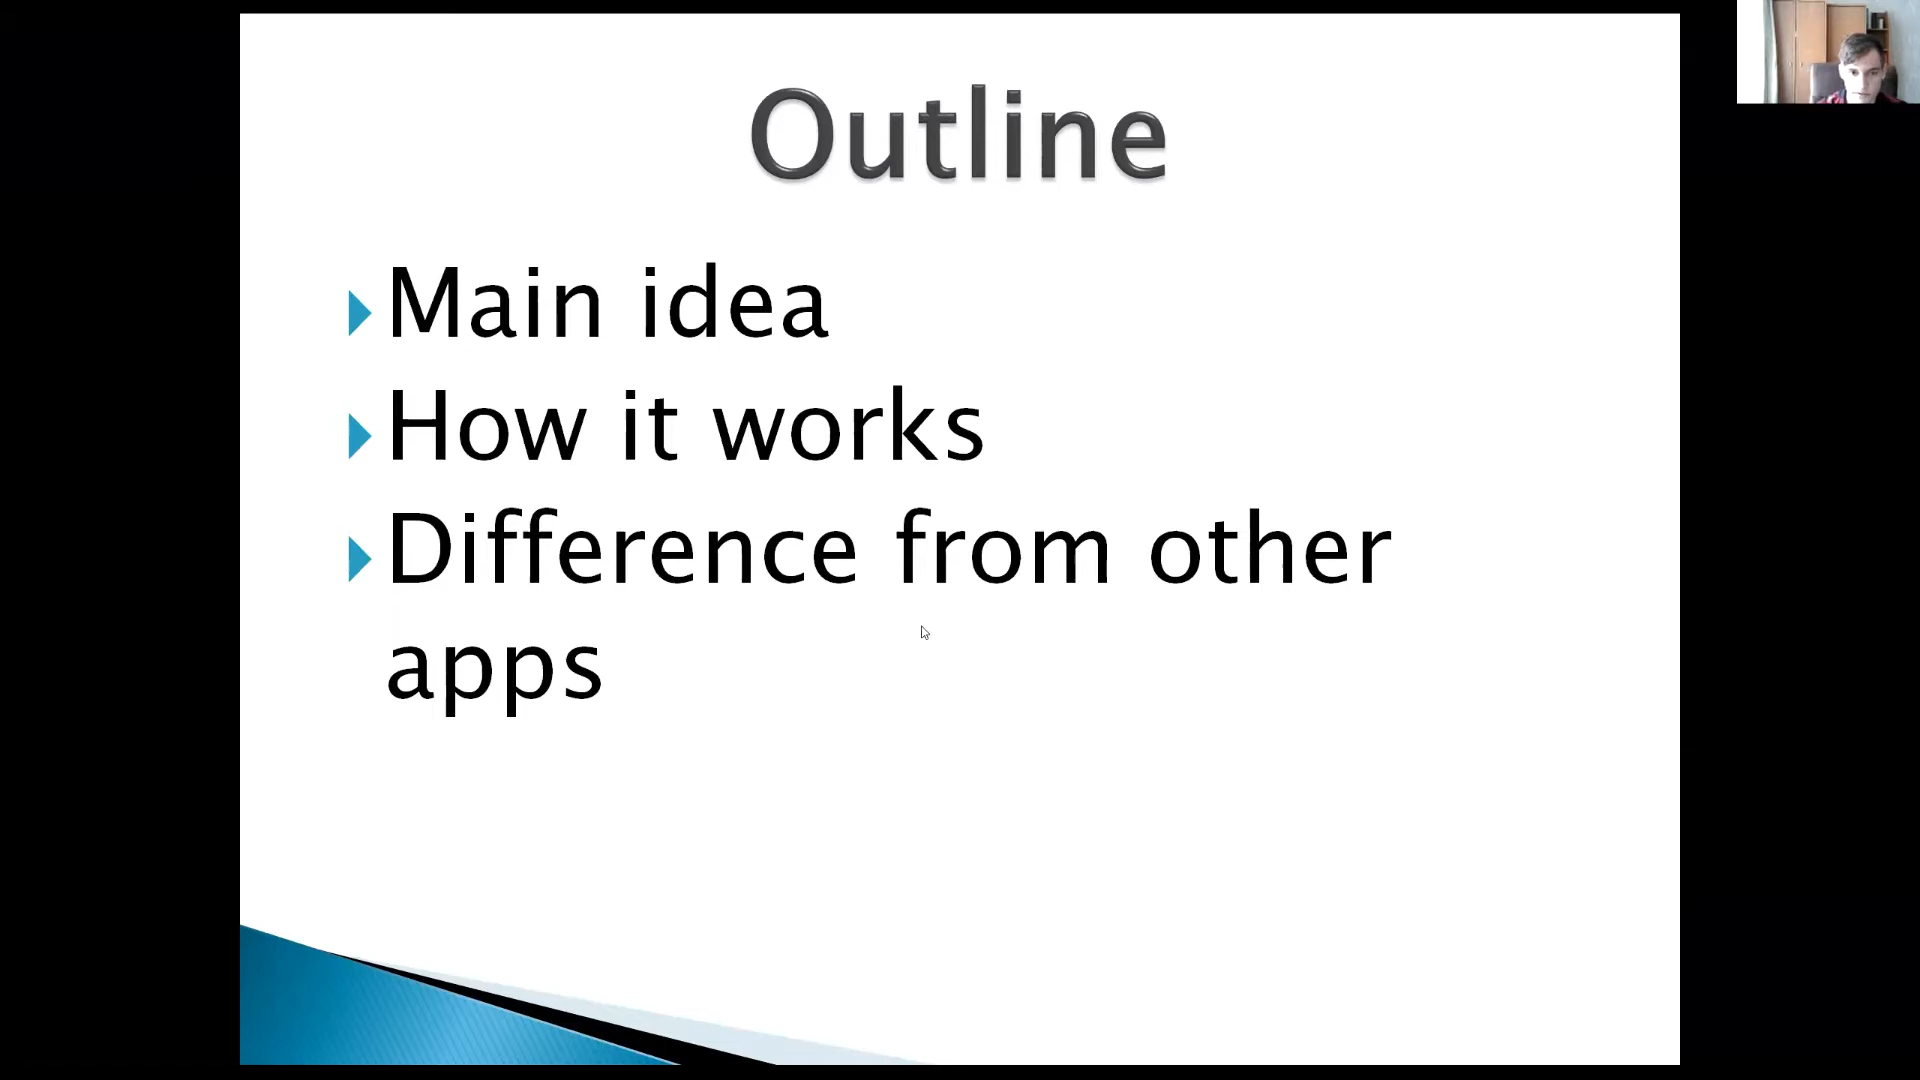 Outline
Main idea
How it works
Difference from other
apps